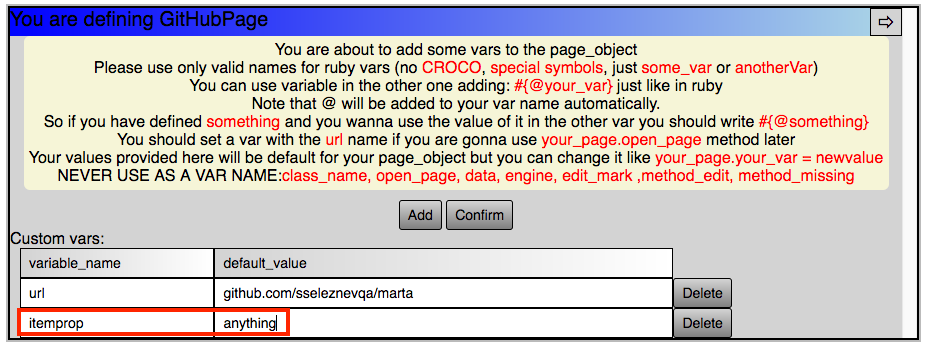 You are defining GitHubPage
⇨
You are about to add some vars to the page_object
Please use only valid names for ruby vars (no CROCO, special symbols, just some_var or anotherVar)
You can use variable in the other one adding: #{@your_var} just like in ruby
Note that @ will be added to your var name automatically.
So if you have defined something and you wanna use the value of it in the other var you should write #{@something}
You should set a var with the url name if you are gonna use your_page.open_page method later
Your values provided here will be default for your page_object but you can change it like your_page.your_var = newvalue
NEVER USE AS A VAR NAME:class_name, open_page, data, engine, edit_mark ,method_edit, method_missing
Add Confirm
Custom vars:
variable_name default_value
url github.com/sseleznevqa/marta Delete
itemprop anything Delete